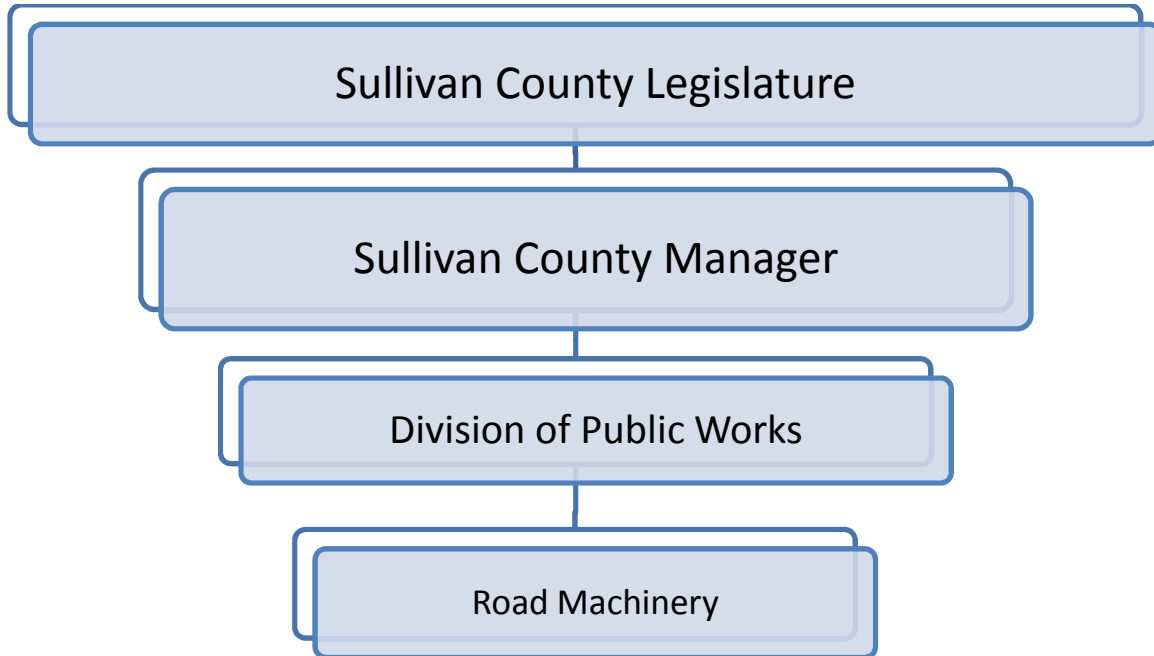 Sullivan County Legislature
Sullivan County Manager
Division of Public Works
Road Machinery